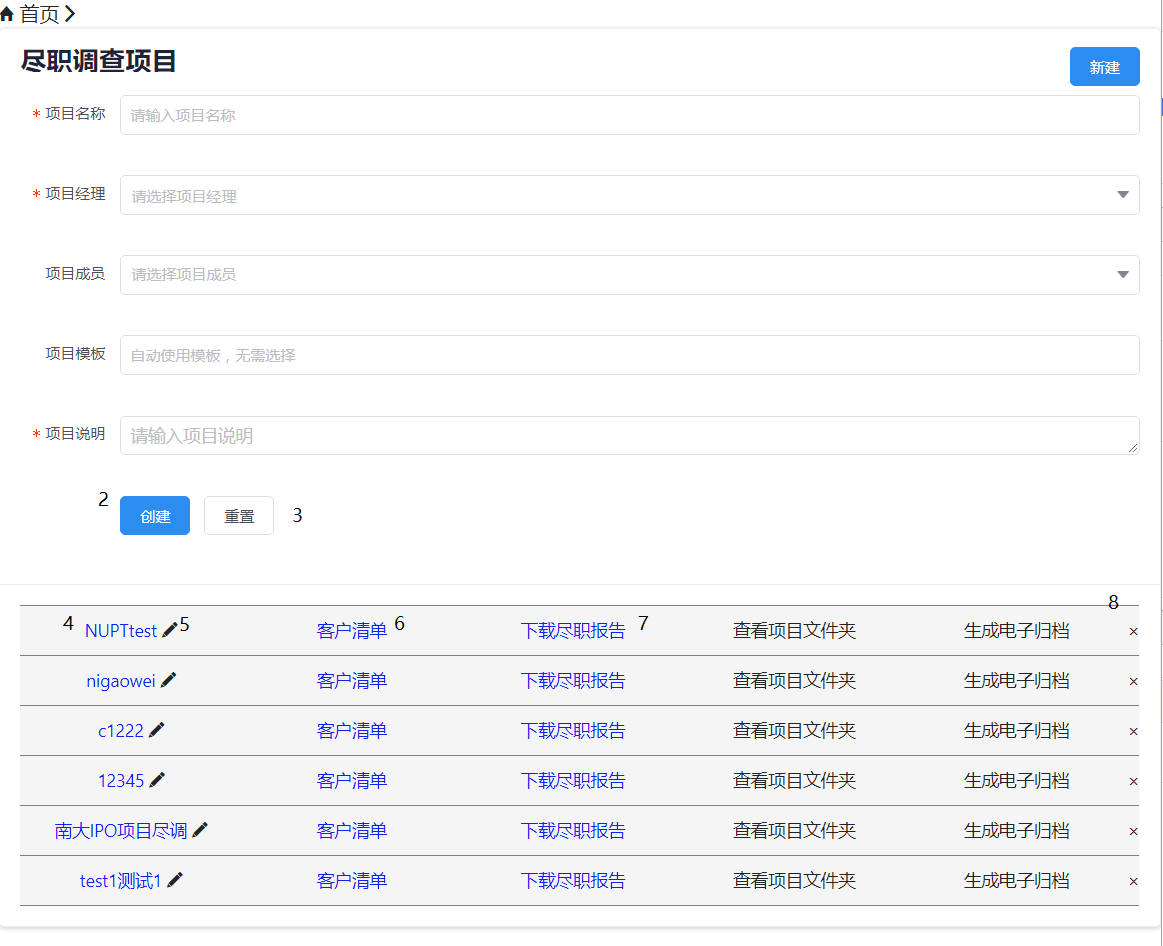 首页
尽职调查项目
新建
* 项目名称 请输入项目名称
* 项目经理 请选择项目经理
项目成员 请选择项目成员
项目模板 自动使用模板，无需选择
* 项目说明 请输入项目说明
2 创建 重置 3
8
4 NUPTtest 5 客户清单 6 下载尽职报告 7 查看项目文件夹 生成电子归档 ×
nigaowei 客户清单 下载尽职报告 查看项目文件夹 生成电子归档 ×
c1222 客户清单 下载尽职报告 查看项目文件夹 生成电子归档 ×
12345 客户清单 下载尽职报告 查看项目文件夹 生成电子归档 ×
南大IPO项目尽调 客户清单 下载尽职报告 查看项目文件夹 生成电子归档 ×
test1测试1 客户清单 下载尽职报告 查看项目文件夹 生成电子归档 ×